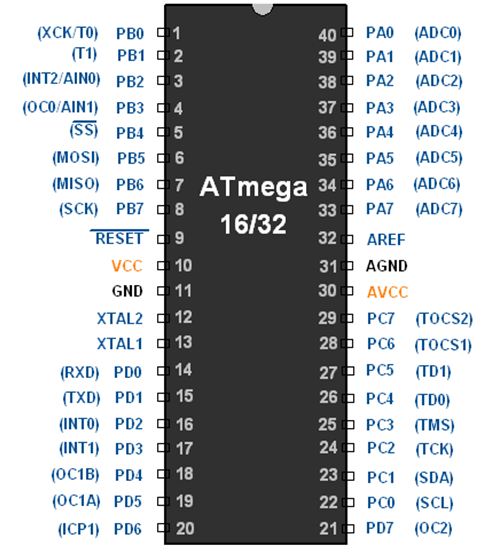 (XCK/T0) PB0 1 40 PA0 (ADC0)
(T1) PB1 2 39 PA1 (ADC1)
(INT2/AIN0) PB2 3 38 PA2 (ADC2)
(OC0/AIN1) PB3 4 37 PA3 (ADC3)
(SS) PB4 5 36 PA4 (ADC4)
(MOSI) PB5 6 35 PA5 (ADC5)
(MISO) PB6 7 34 PA6 (ADC6)
(SCK) PB7 8 33 PA7 (ADC7)
ATmega
16/32
RESET 9 32 AREF
VCC 10 31 AGND
GND 11 30 AVCC
XTAL2 12 29 PC7 (TOCS2)
XTAL1 13 28 PC6 (TOCS1)
(RXD) PD0 14 27 PC5 (TD1)
(TXD) PD1 15 26 PC4 (TD0)
(INT0) PD2 16 25 PC3 (TMS)
(INT1) PD3 17 24 PC2 (TCK)
(OC1B) PD4 18 23 PC1 (SDA)
(OC1A) PD5 19 22 PC0 (SCL)
(ICP1) PD6 20 21 PD7 (OC2)